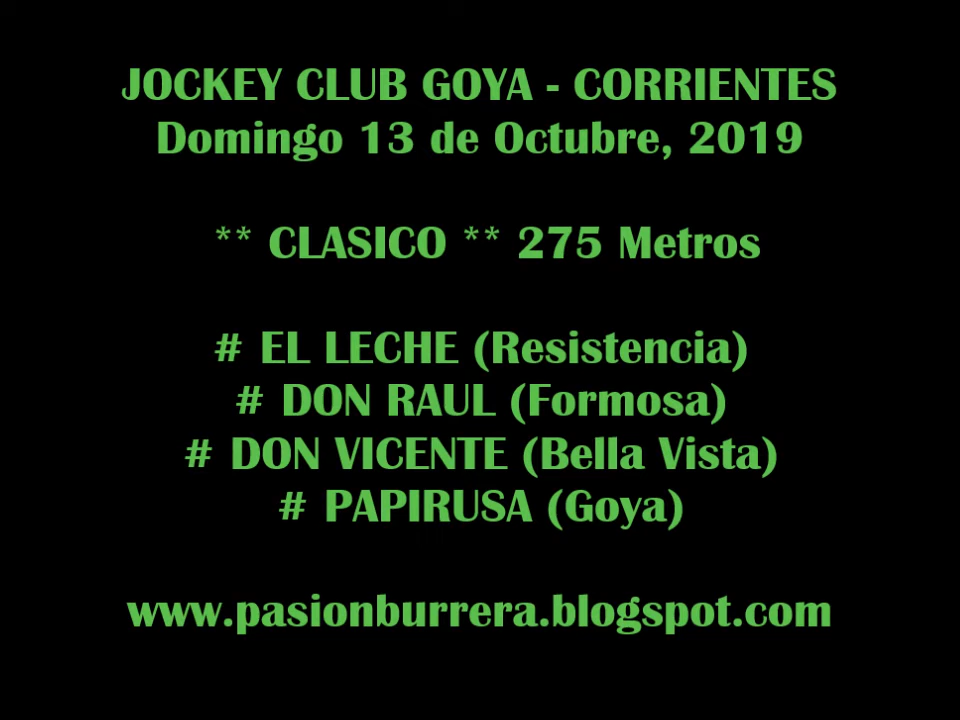 JOCKEY CLUB GOYA - CORRIENTES
Domingo 13 de Octubre, 2019
** CLASICO ** 275 Metros
# EL LECHE (Resistencia)
# DON RAUL (Formosa)
# DON VICENTE (Bella Vista)
# PAPIRUSA (Goya)
www.pasionburrera.blogspot.com